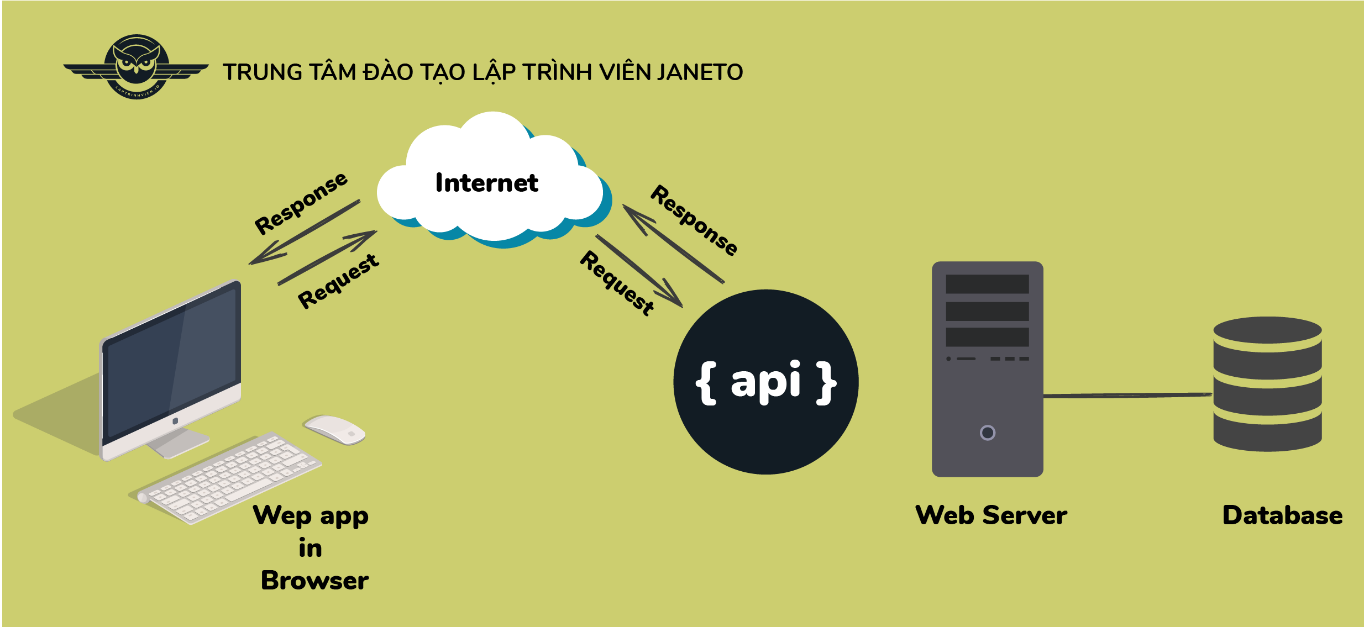 TRUNG TÂM ĐÀO TẠO LẬP TRÌNH VIÊN JANETO
Internet
Response
Request
Response
Request
{ api }
Wep app
in
Browser
Web Server
Database